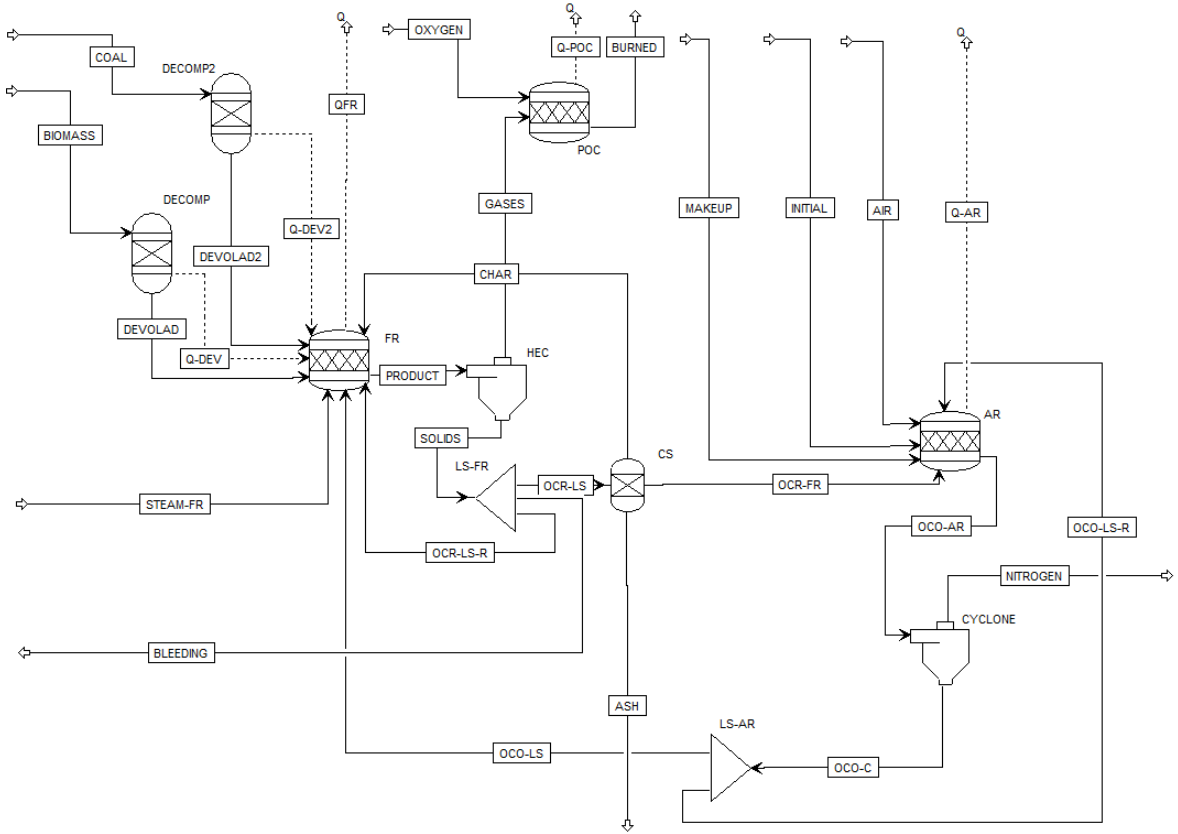 Q
Q
Q
OXYGEN
Q-POC
BURNED
COAL
DECOMP2
QFR
BIOMASS
POC
DECOMP
GASES
MAKEUP
INITIAL
AIR
Q-AR
Q-DEV2
DEVOLAD2
CHAR
DEVOLAD
FR
HEC
Q-DEV
PRODUCT
AR
SOLIDS
LS-FR
CS
OCR-LS
OCR-FR
STEAM-FR
OCO-AR
OCO-LS-R
OCR-LS-R
NITROGEN
CYCLONE
BLEEDING
ASH
LS-AR
OCO-LS
OCO-C